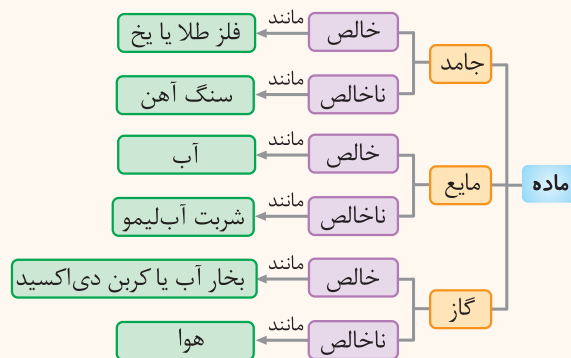 ماده
جامد
خالص
مانند
فلز طلا یا یخ
ناخالص
مانند
سنگ آهن
مایع
خالص
مانند
آب
ناخالص
مانند
شربت آب‌لیمو
گاز
خالص
مانند
بخار آب یا کربن دی‌اکسید
ناخالص
مانند
هوا